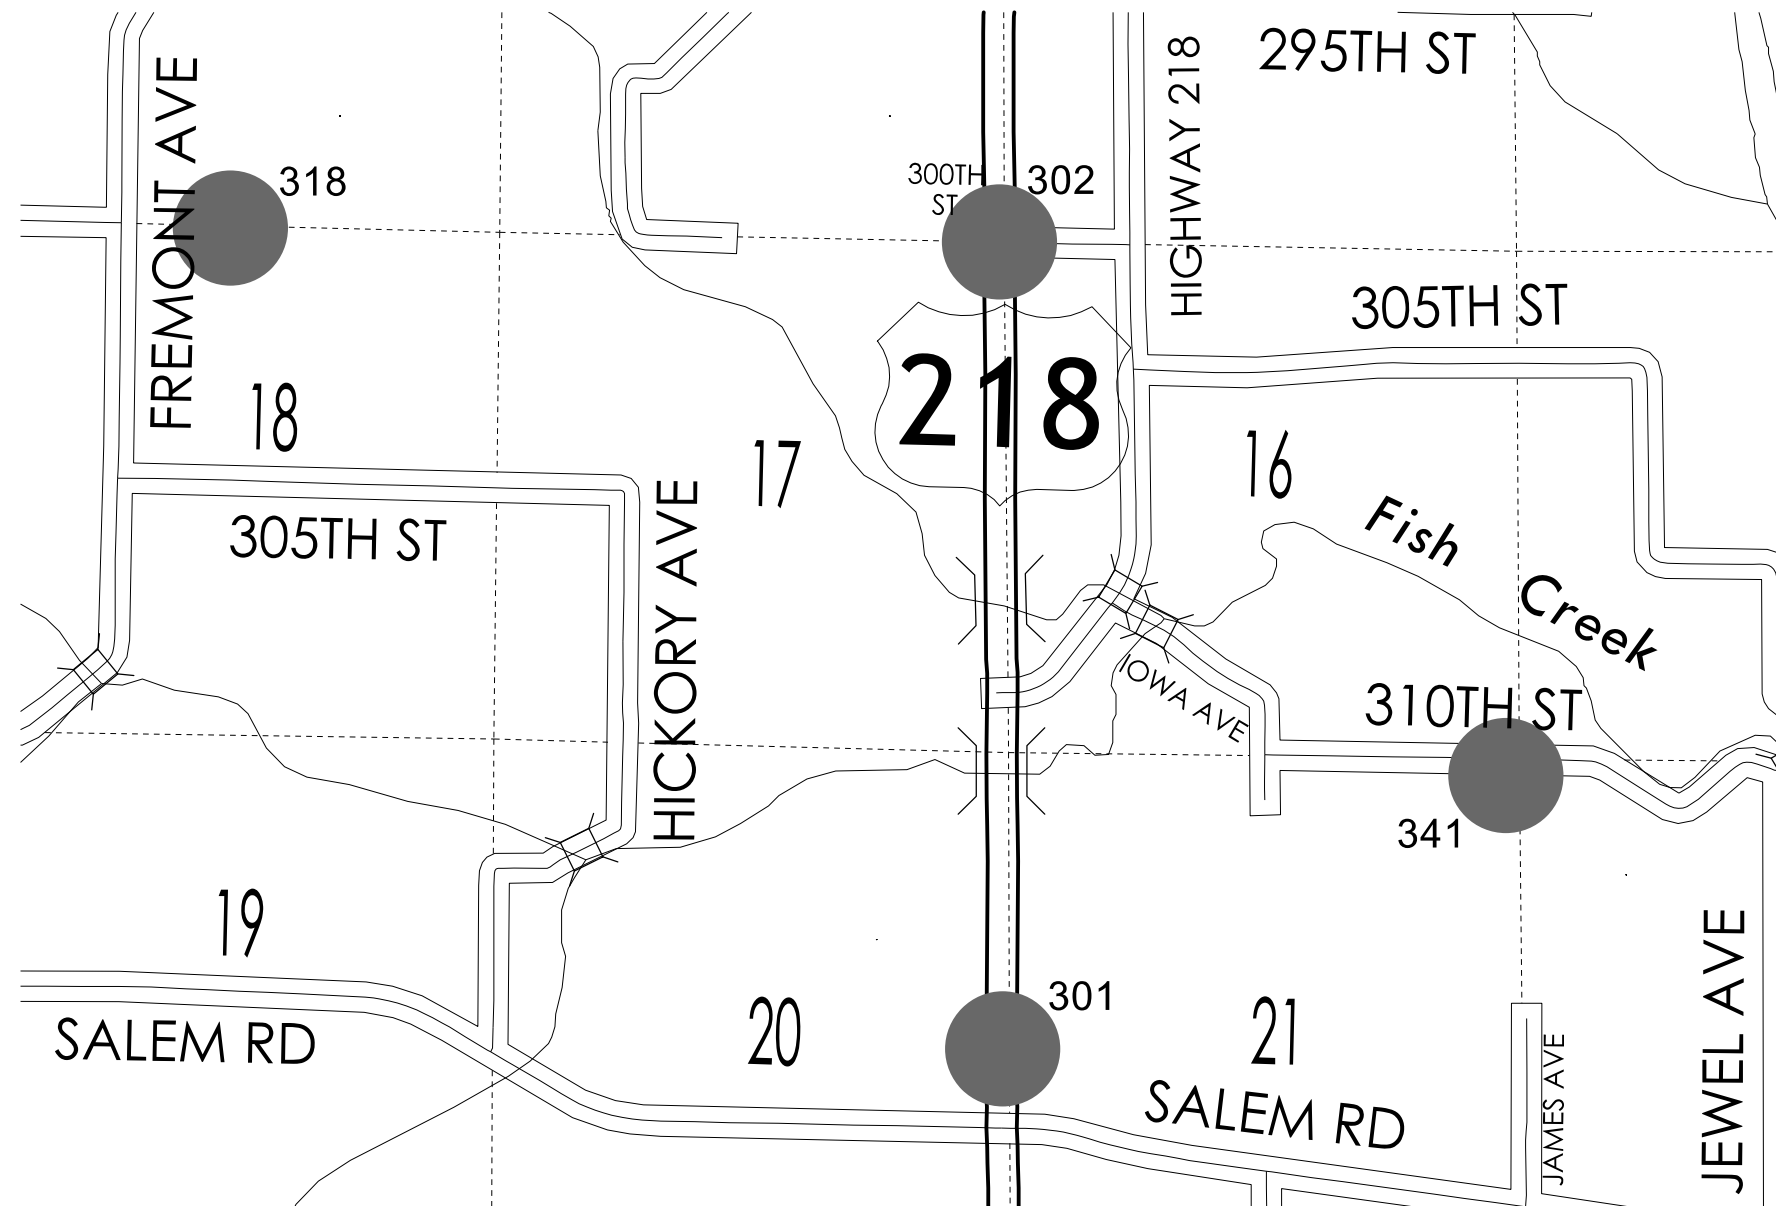 295TH ST
HIGHWAY 218
FREMONT AVE
318
300TH
ST
302
305TH ST
218
18
17
16
Fish
Creek
305TH ST
HICKORY AVE
IOWA AVE
310TH ST
341
19
20
301
21
SALEM RD
SALEM RD
JAMES AVE
JEWEL AVE